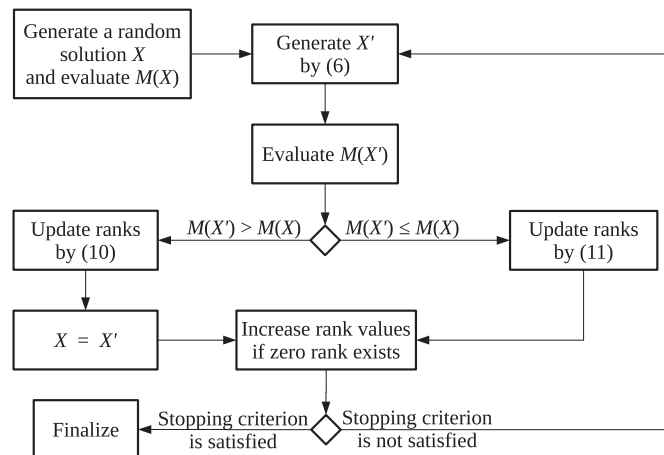 Generate a random
solution X
and evaluate M(X)
Generate X'
by (6)
Evaluate M(X')
M(X') > M(X)
M(X') ≤ M(X)
Update ranks
by (10)
Update ranks
by (11)
X = X'
Increase rank values
if zero rank exists
Finalize
Stopping criterion
is satisfied
Stopping criterion
is not satisfied